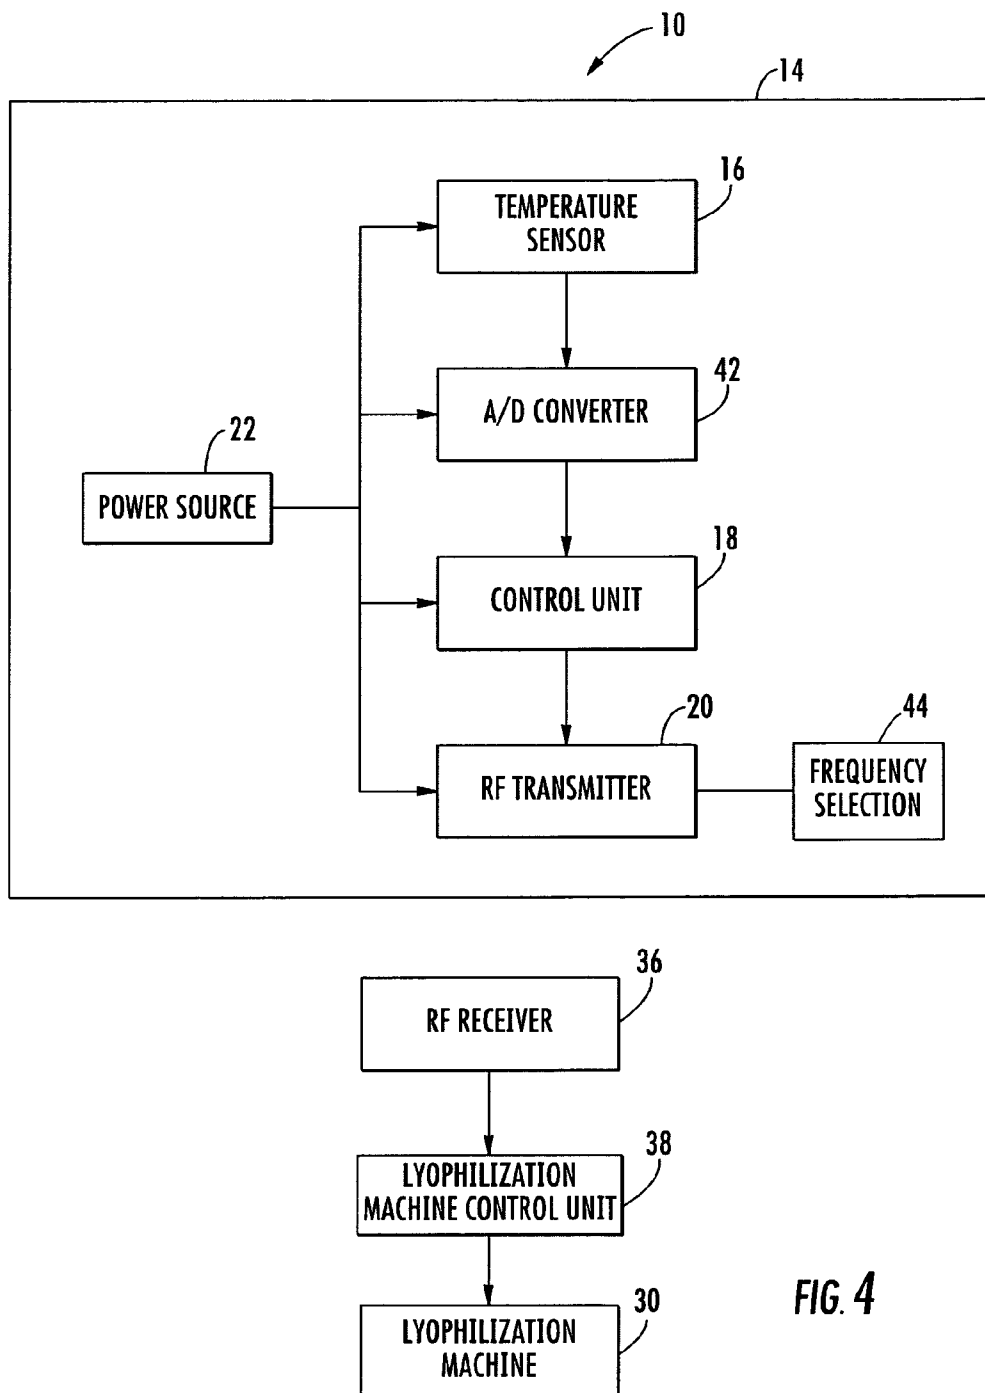 10
14
16
TEMPERATURE
SENSOR
42
A/D CONVERTER
22
POWER SOURCE
18
CONTROL UNIT
20
RF TRANSMITTER
44
FREQUENCY
SELECTION
36
RF RECEIVER
38
LYOPHILIZATION
MACHINE CONTROL UNIT
30
LYOPHILIZATION
MACHINE
FIG. 4